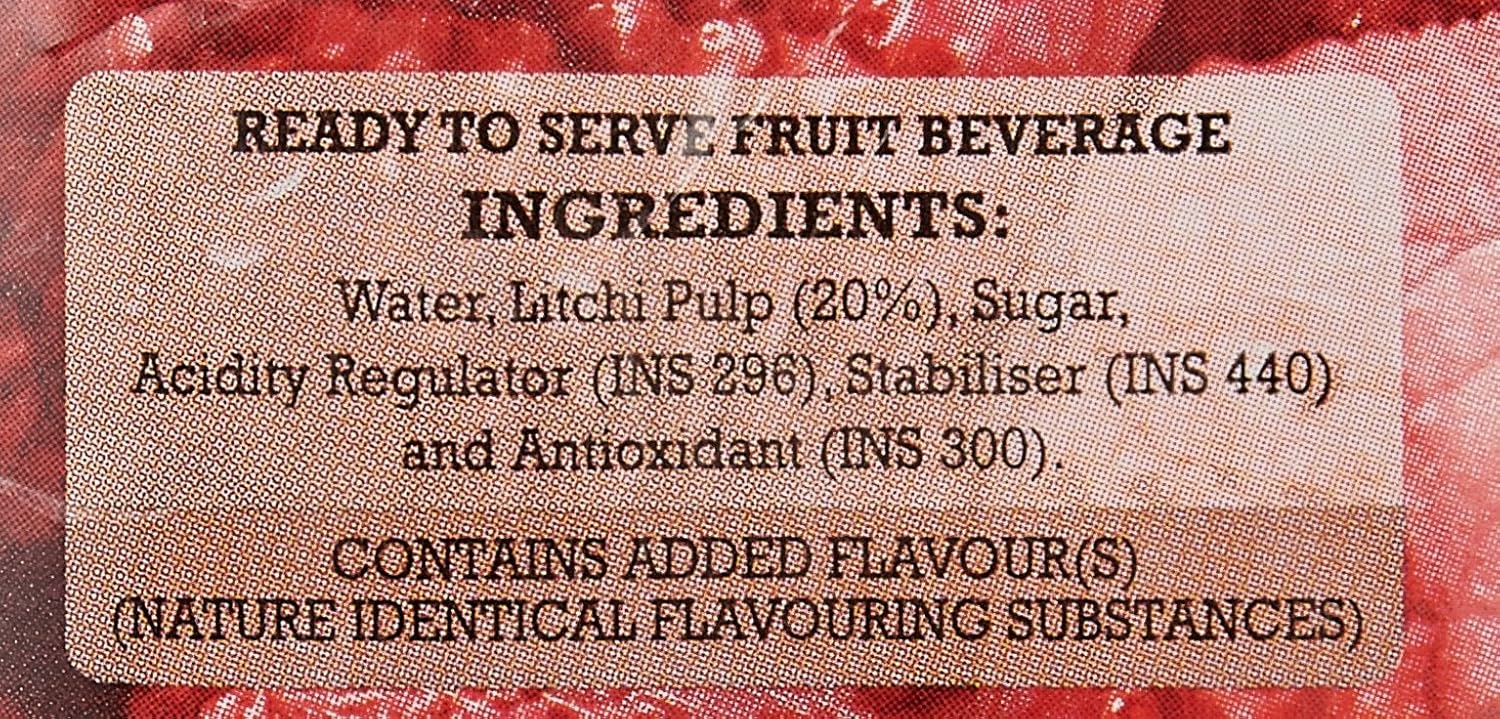 READY TO SERVE FRUIT BEVERAGE
INGREDIENTS:
Water, Litchi Pulp (20%), Sugar,
Acidity Regulator (INS 296), Stabiliser (INS 440)
and Antioxidant (INS 300).
CONTAINS ADDED FLAVOUR(S)
(NATURE IDENTICAL FLAVOURING SUBSTANCES)